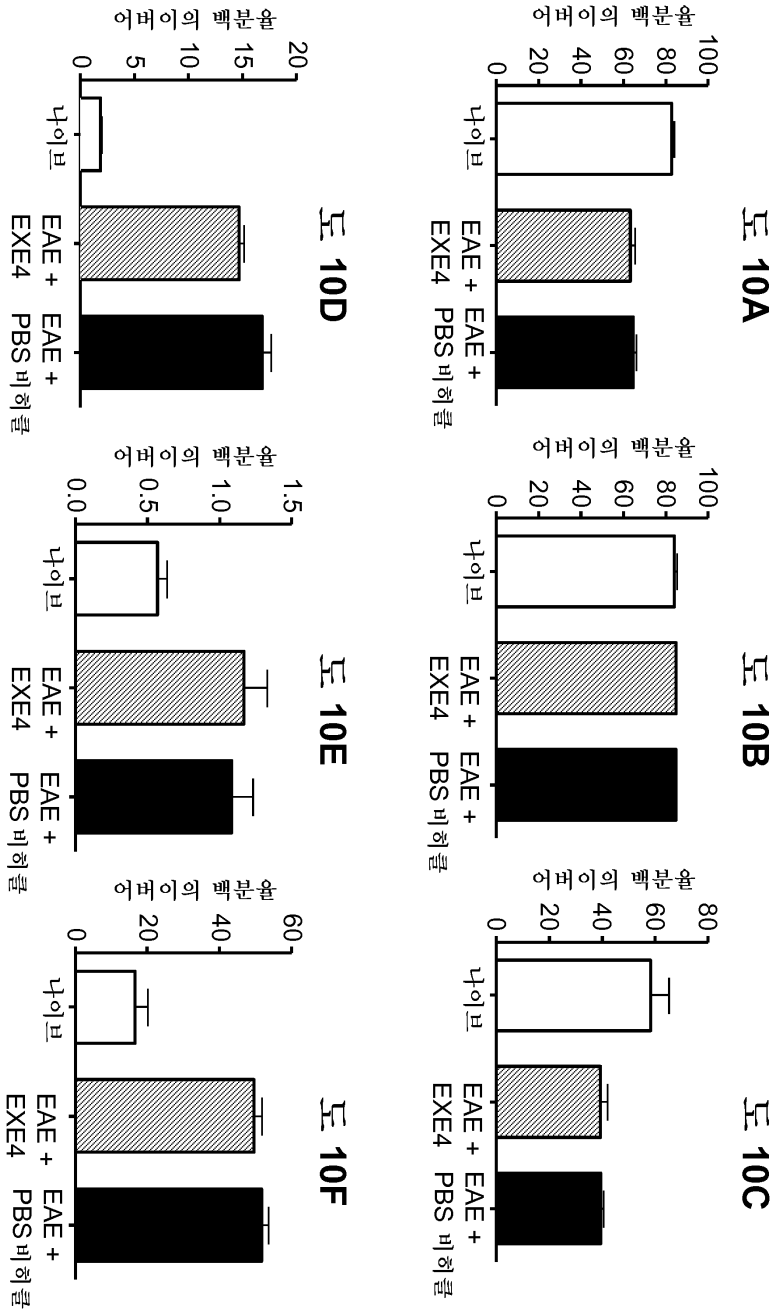 도 10A
어버이의 백분율
100
80
60
40
20
0
나이브
EAE +
EXE4
EAE +
PBS 비히클
도 10B
어버이의 백분율
100
80
60
40
20
0
나이브
EAE +
EXE4
EAE +
PBS 비히클
도 10C
어버이의 백분율
80
60
40
20
0
나이브
EAE +
EXE4
EAE +
PBS 비히클
도 10D
어버이의 백분율
20
15
10
5
0
나이브
EAE +
EXE4
EAE +
PBS 비히클
도 10E
어버이의 백분율
1.5
1.0
0.5
0.0
나이브
EAE +
EXE4
EAE +
PBS 비히클
도 10F
어버이의 백분율
60
40
20
0
나이브
EAE +
EXE4
EAE +
PBS 비히클